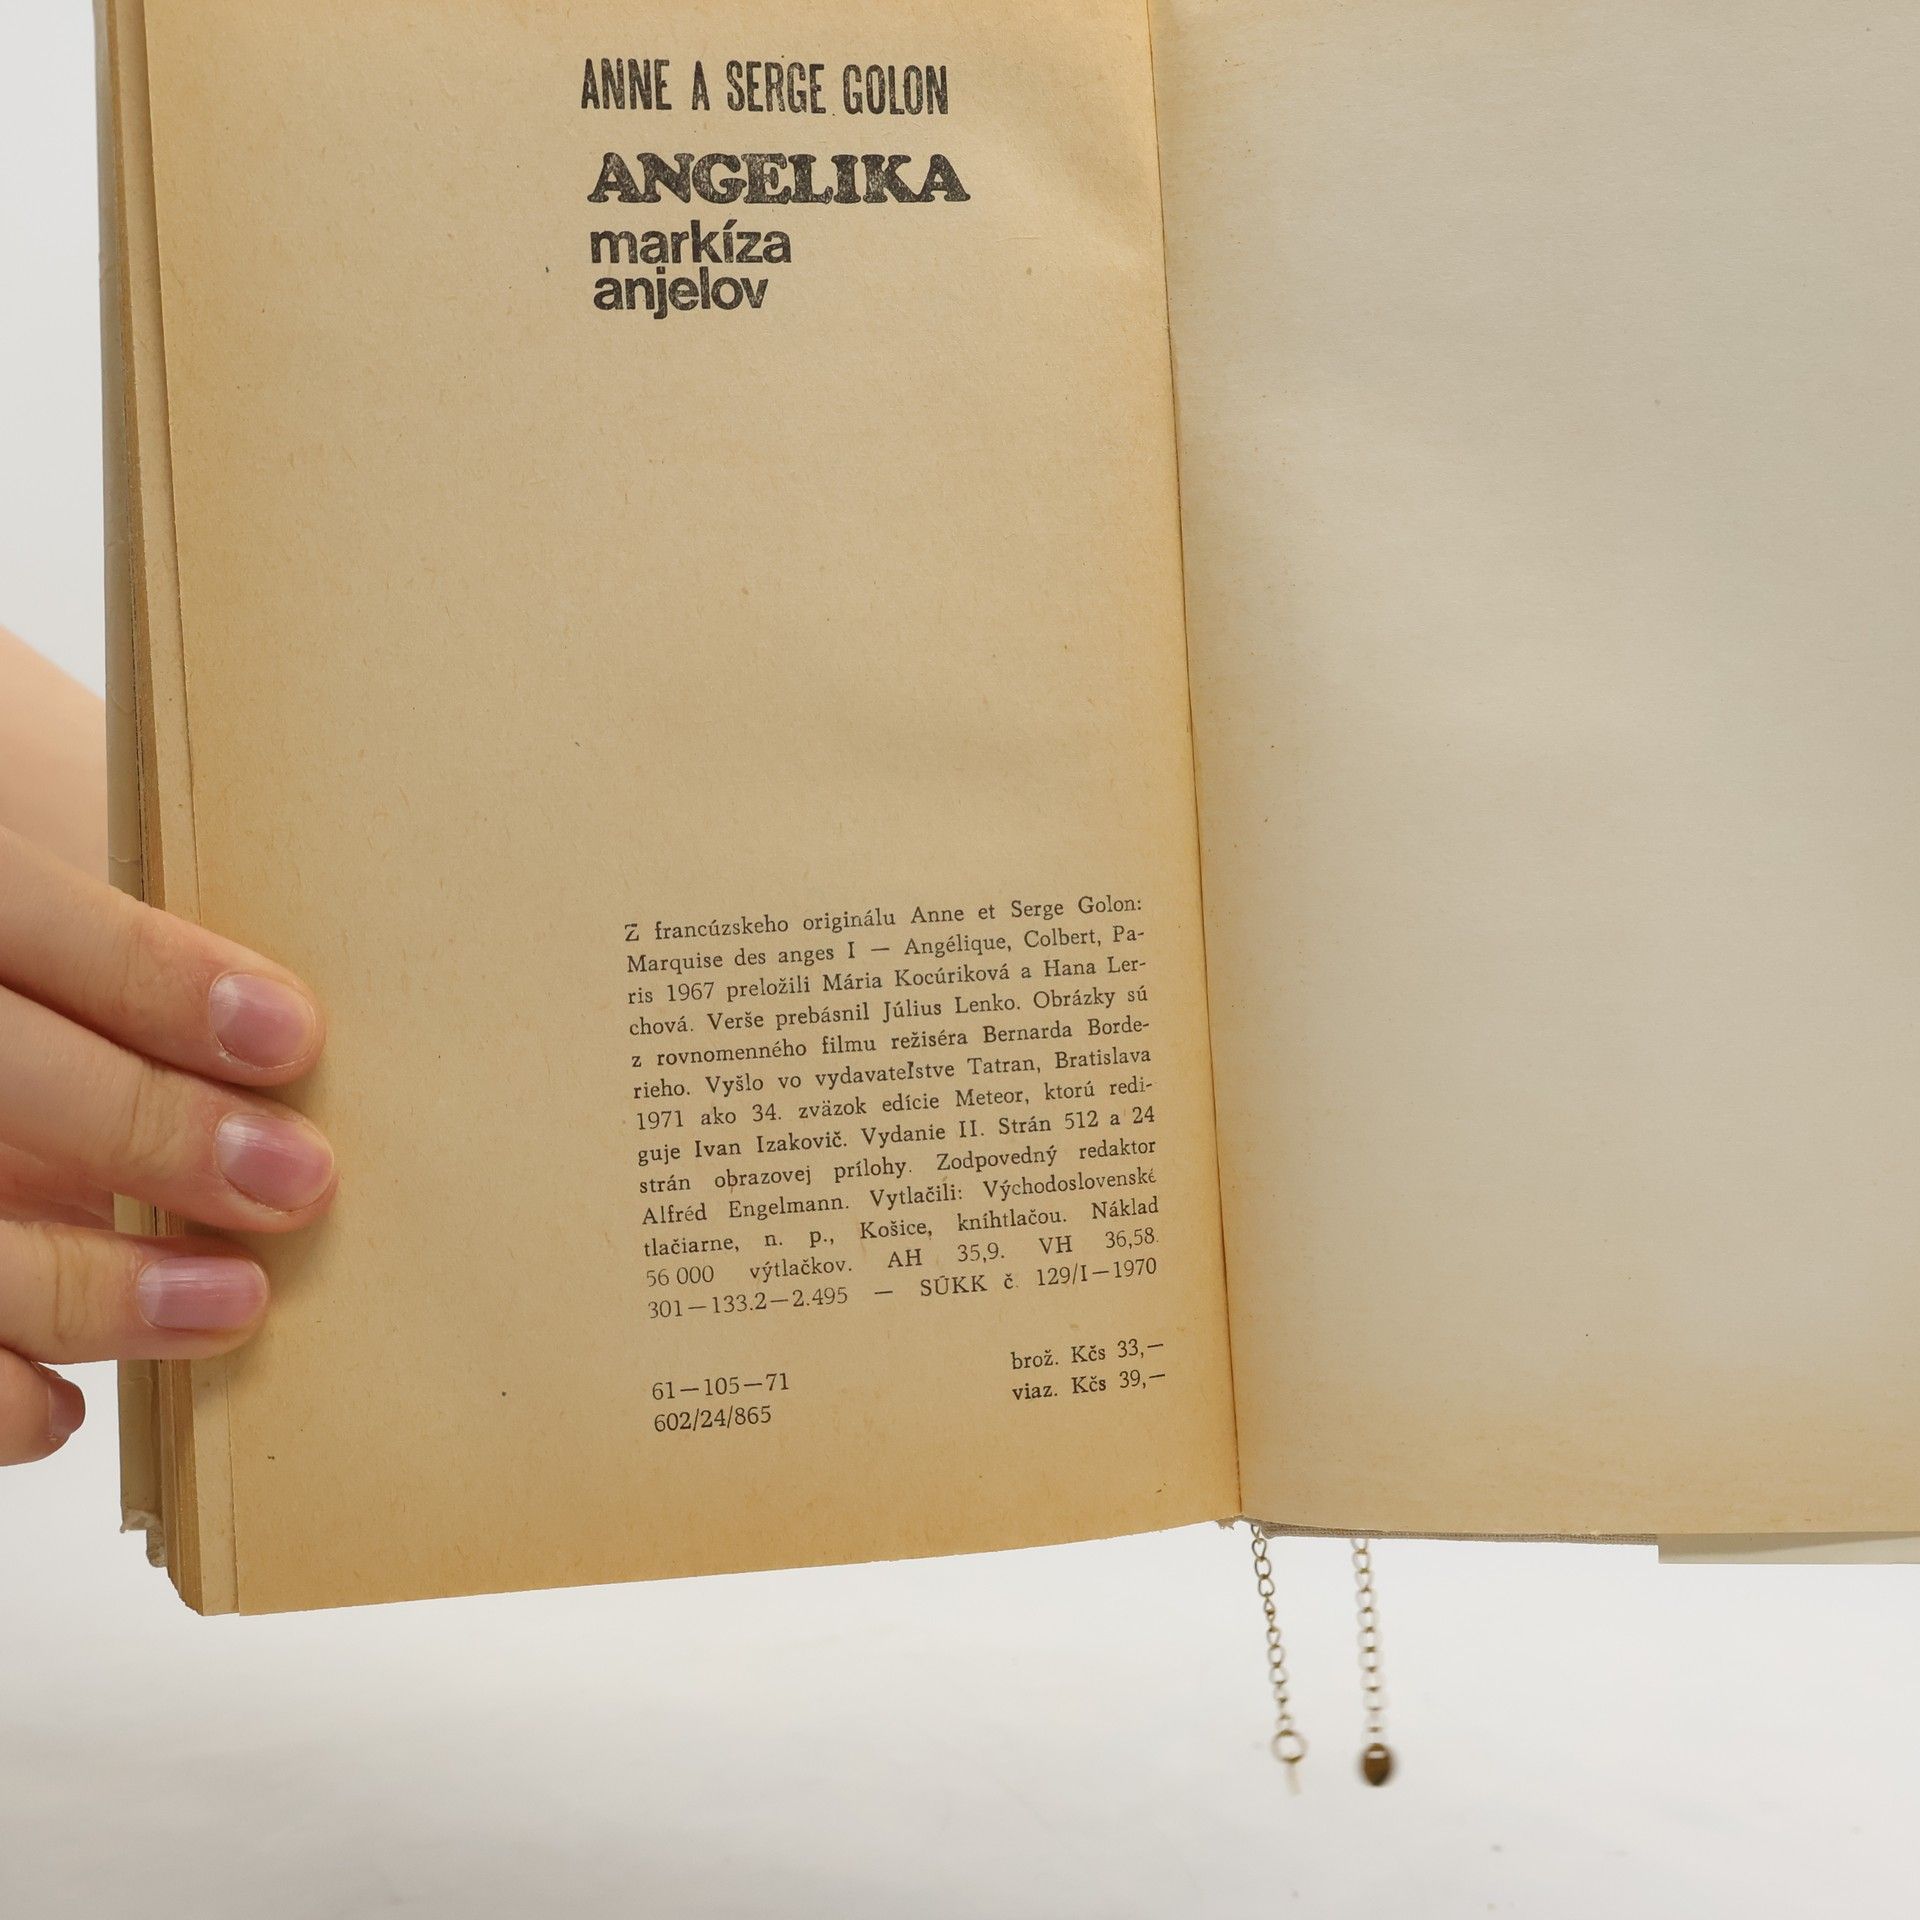 ANNE A SERGE GOLON
ANGELIKA
markíza
anjelov
Z francúzskeho originálu Anne et Serge Golon:
Marquise des anges I — Angélique, Colbert, Pa-
ris 1967 preložili Mária Kocúriková a Hana Ler-
chová. Verše prebásnil Július Lenko. Obrázky sú
z rovnomenného filmu režiséra Bernarda Borde-
rieho. Vyšlo vo vydavateľstve Tatran, Bratislava
1971 ako 34. zväzok edície Meteor, ktorú redi-
guje Ivan Izakovič. Vydanie II. Strán 512 a 24
strán obrazovej prílohy. Zodpovedný redaktor
Alfréd Engelmann. Vytlačili: Východoslovenské
tlačiarne, n. p., Košice, kníhtlačou. Náklad
56 000 výtlačkov. AH 35,9. VH 36,58.
301—133.2—2.495 — SÚKK č. 129/I—1970
brož. Kčs 33,—
61—105—71
viaz. Kčs 39,—
602/24/865